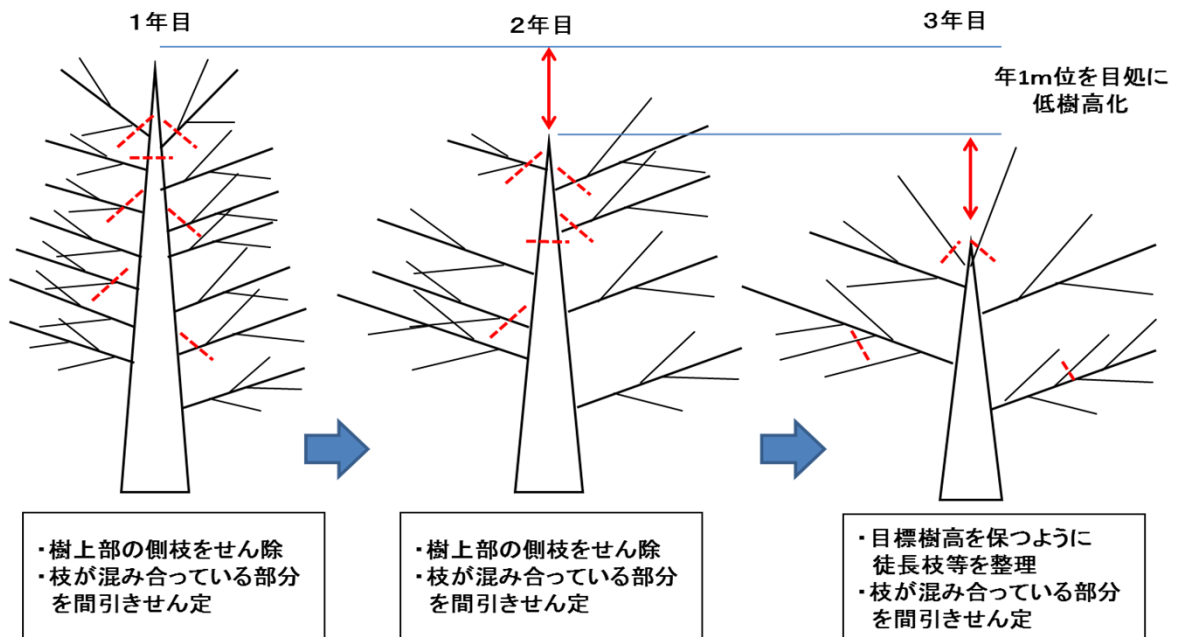 1年目
2年目
3年目
年1m位を目処に
低樹高化
・樹上部の側枝をせん除
・枝が混み合っている部分
を間引きせん定
・樹上部の側枝をせん除
・枝が混み合っている部分
を間引きせん定
・目標樹高を保つように
徒長枝等を整理
・枝が混み合っている部分
を間引きせん定